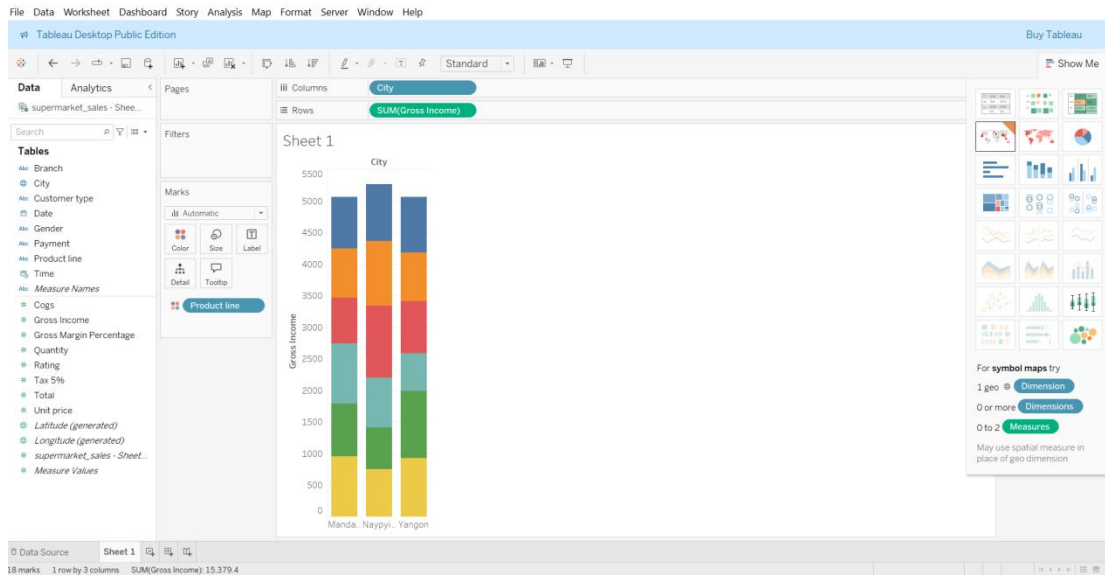 File Data Worksheet Dashboard Story Analysis Map Format Server Window Help
Tableau Desktop Public Edition
Buy Tableau
Standard
Show Me
Data
Analytics
supermarket_sales - Shee...
Search
Tables
Abc Branch
City
Abc Customer type
Date
Abc Gender
Abc Payment
Abc Product line
Time
Abc Measure Names
# Cogs
# Gross Income
# Gross Margin Percentage
# Quantity
# Rating
# Tax 5%
# Total
# Unit price
Latitude (generated)
Longitude (generated)
# supermarket_sales - Sheet...
# Measure Values
Pages
Filters
Marks
Automatic
Color
Size
Label
Detail
Tooltip
Product line
Columns
City
Rows
SUM(Gross Income)
Sheet 1
City
Gross Income
5500
5000
4500
4000
3500
3000
2500
2000
1500
1000
500
0
Manda.. Naypyi.. Yangon
For symbol maps try
1 geo Dimension
0 or more Dimensions
0 to 2 Measures
May use spatial measure in
place of geo dimension
Data Source
Sheet 1
18 marks 1 row by 3 columns SUM(Gross Income): 15,379.4